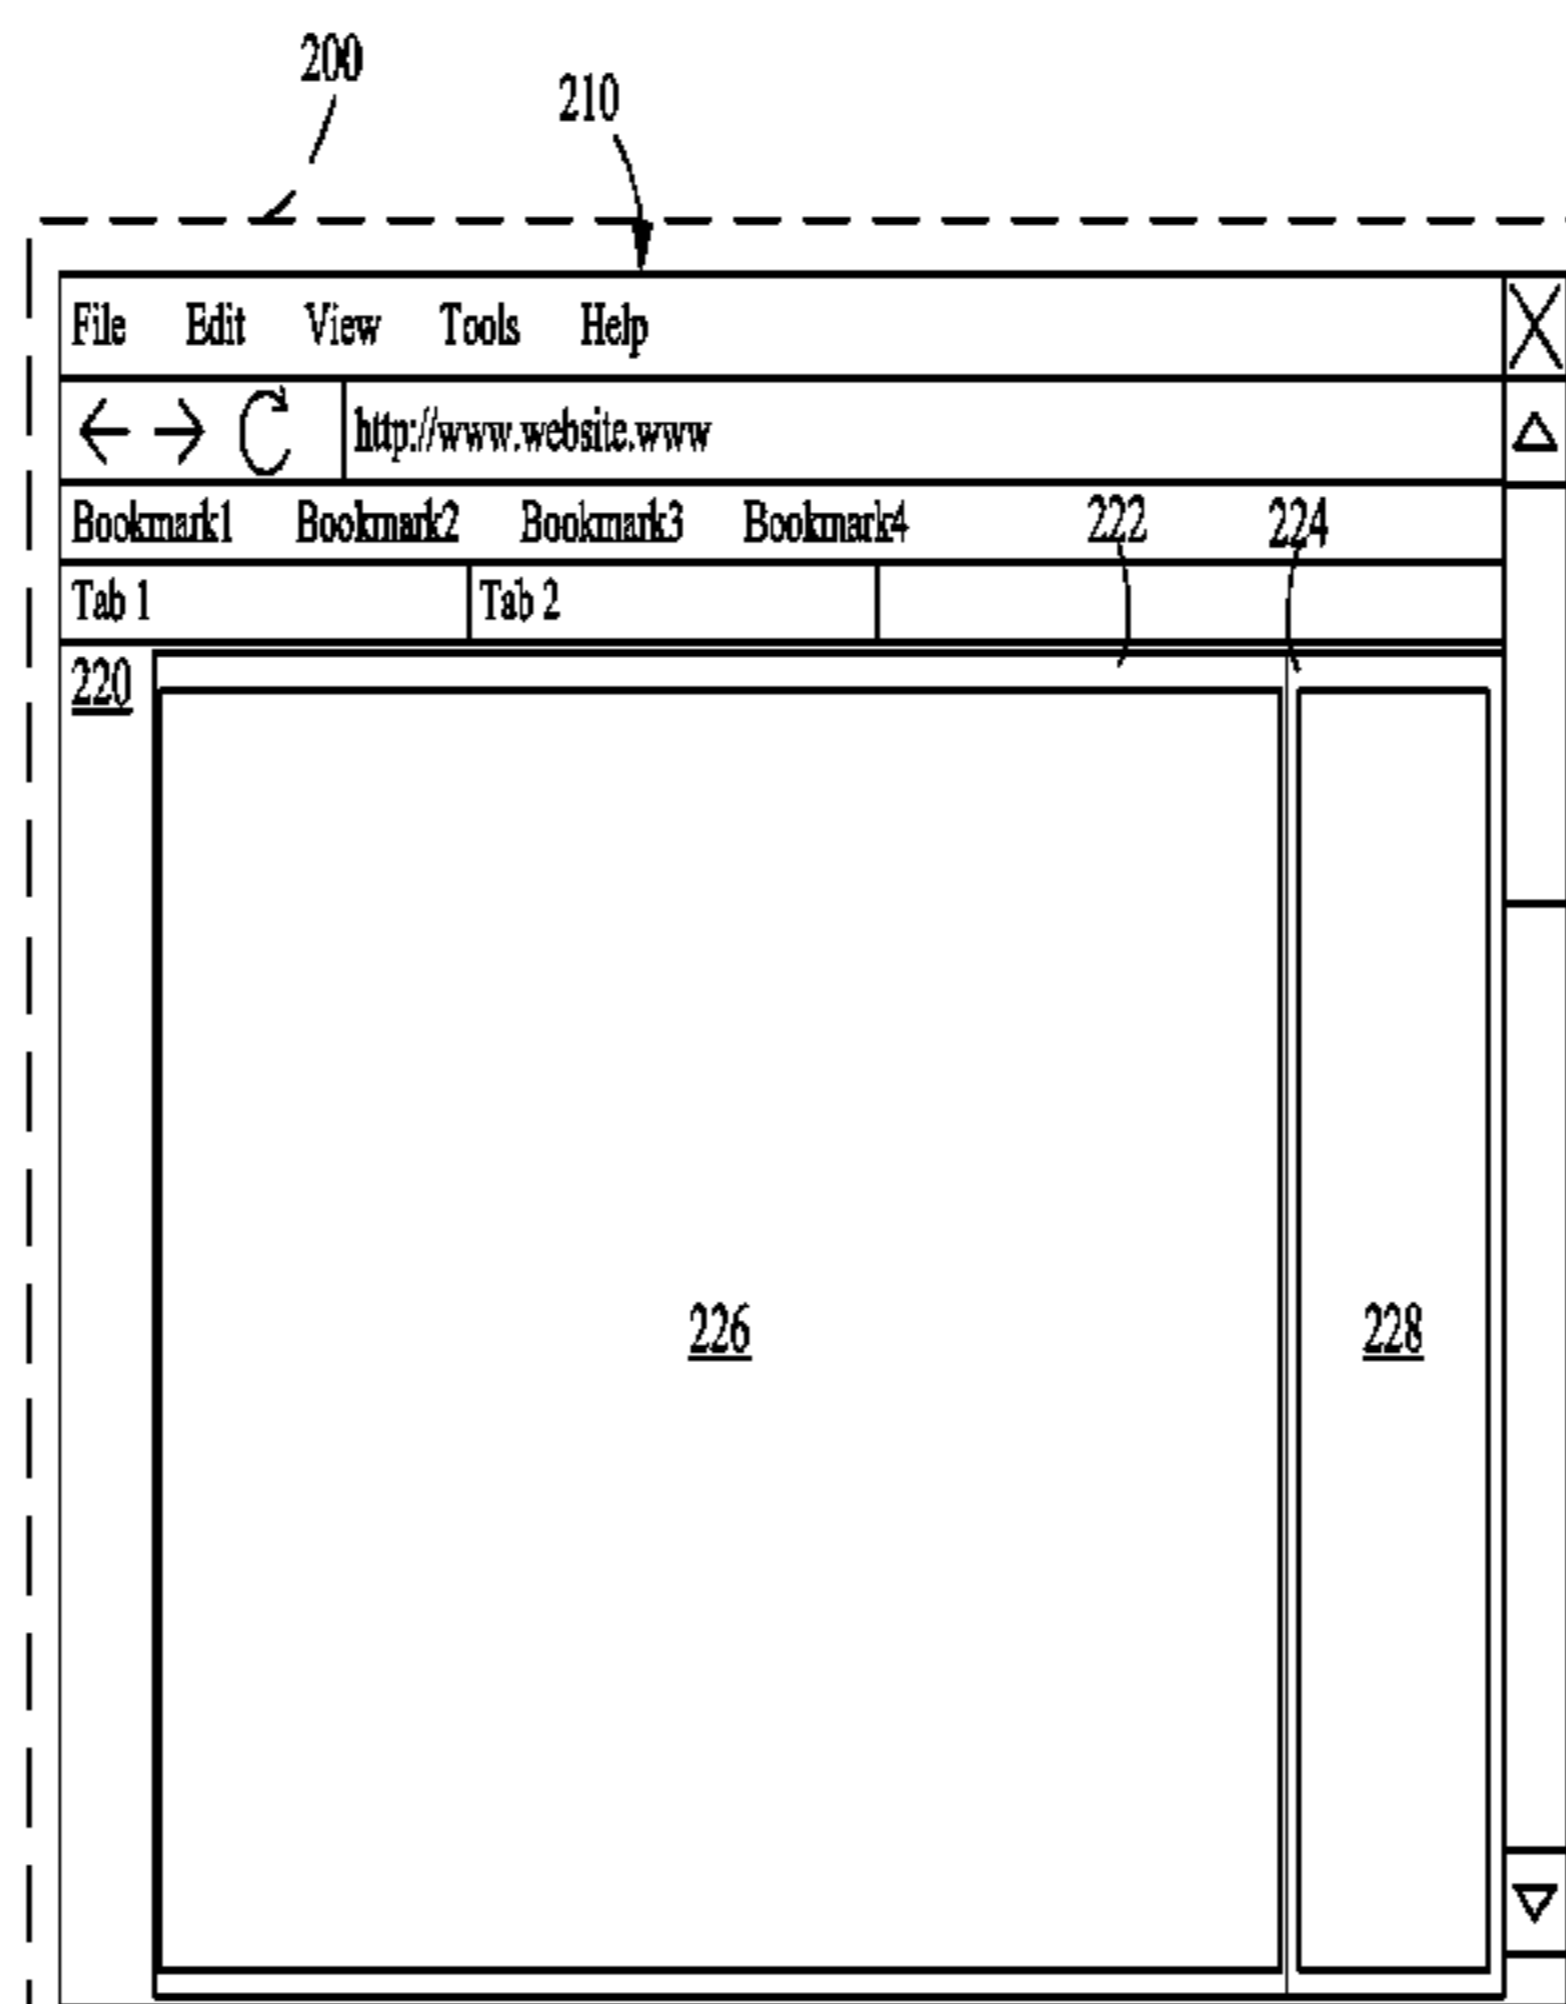 200
210
File Edit View Tools Help
http://www.website.www
Bookmark1 Bookmark2 Bookmark3 Bookmark4 222 224
Tab 1 Tab 2
220
226 228